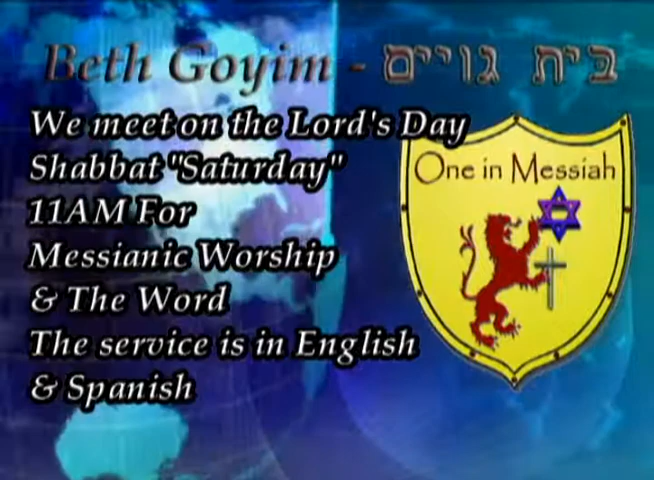 Beth Goyim - בית גויים
We meet on the Lord's Day
Shabbat "Saturday"
11AM For
Messianic Worship
& The Word
The service is in English
& Spanish
One in Messiah